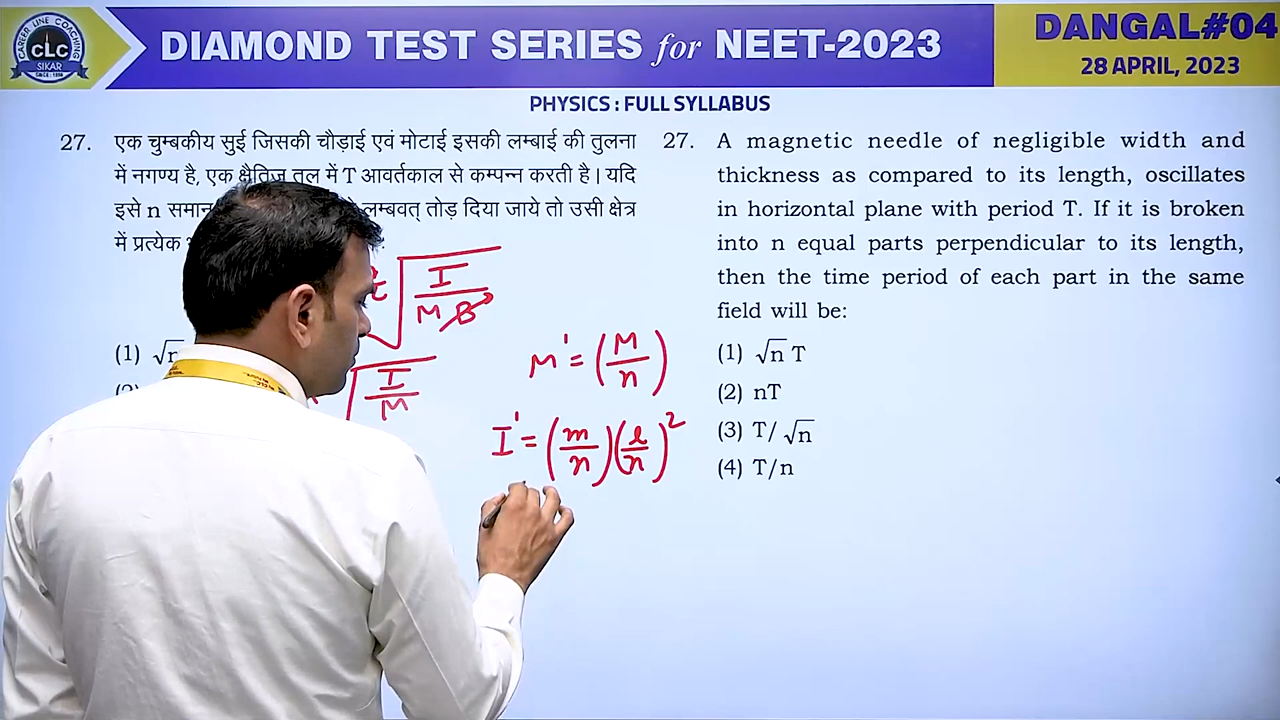 CAREER LINE COACHING
CLC
SIKAR
SINCE : 1996
DIAMOND TEST SERIES for NEET-2023
DANGAL#04
28 APRIL, 2023
PHYSICS : FULL SYLLABUS
27. एक चुम्बकीय सुई जिसकी चौड़ाई एवं मोटाई इसकी लम्बाई की तुलना
में नगण्य है, एक क्षैतिज तल में T आवर्तकाल से कम्पन्न करती है | यदि
इसे n समान लम्बवत् तोड़ दिया जाये तो उसी क्षेत्र
में प्रत्येक
(1) √n
(2)
√I/MB
√I/M
M' = (M/n)
I' = (m/n)(l/n)²
27. A magnetic needle of negligible width and
thickness as compared to its length, oscillates
in horizontal plane with period T. If it is broken
into n equal parts perpendicular to its length,
then the time period of each part in the same
field will be:
(1) √n T
(2) nT
(3) T/ √n
(4) T/n